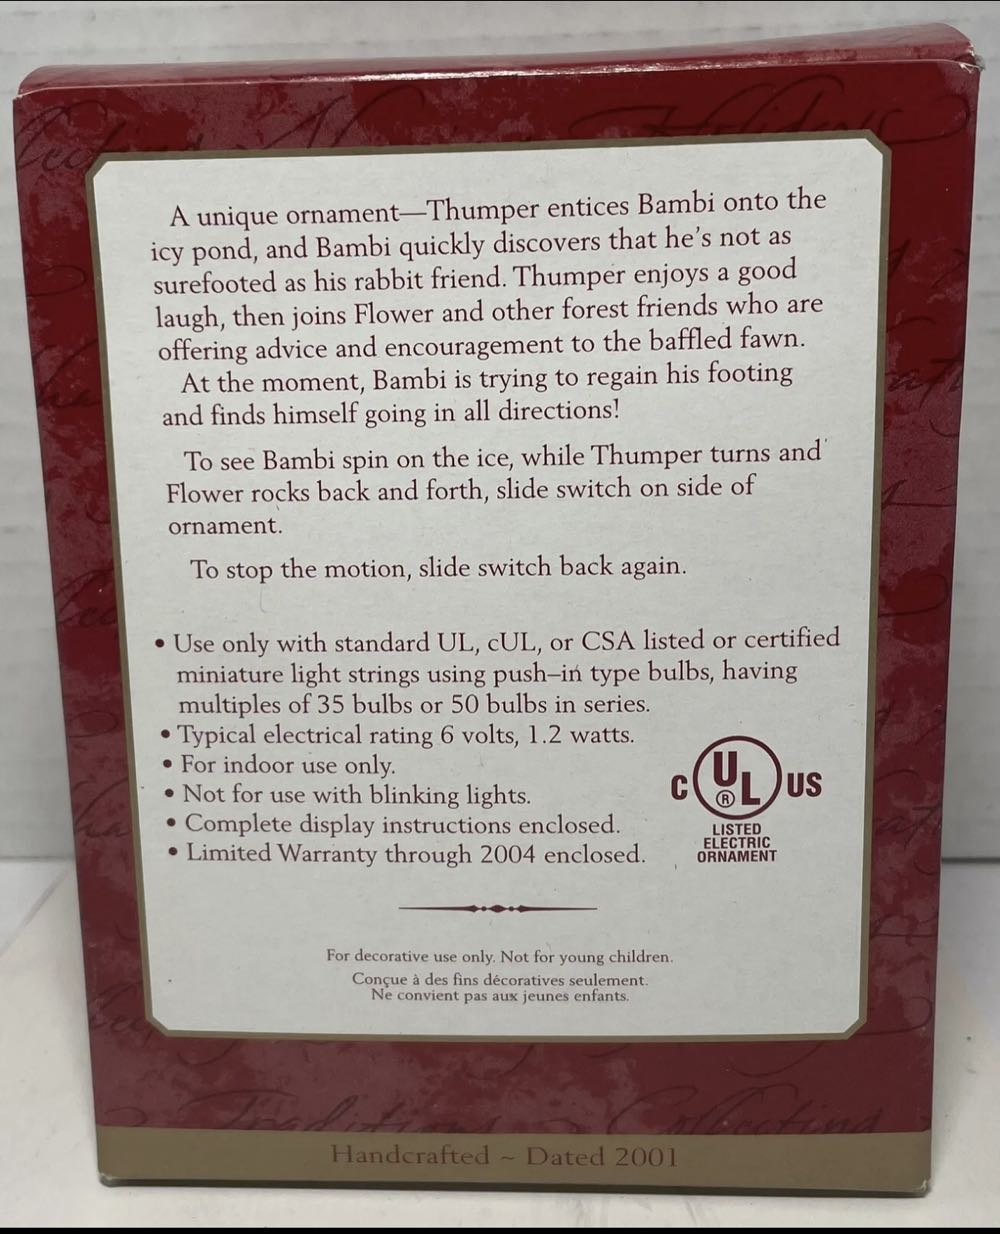 A unique ornament—Thumper entices Bambi onto the
icy pond, and Bambi quickly discovers that he's not as
surefooted as his rabbit friend. Thumper enjoys a good
laugh, then joins Flower and other forest friends who are
offering advice and encouragement to the baffled fawn.
At the moment, Bambi is trying to regain his footing
and finds himself going in all directions!
To see Bambi spin on the ice, while Thumper turns and
Flower rocks back and forth, slide switch on side of
ornament.
To stop the motion, slide switch back again.
• Use only with standard UL, cUL, or CSA listed or certified
miniature light strings using push–in type bulbs, having
multiples of 35 bulbs or 50 bulbs in series.
• Typical electrical rating 6 volts, 1.2 watts.
• For indoor use only.
• Not for use with blinking lights.
• Complete display instructions enclosed.
• Limited Warranty through 2004 enclosed.
C UL ® US
LISTED
ELECTRIC
ORNAMENT
For decorative use only. Not for young children.
Conçue à des fins décoratives seulement.
Ne convient pas aux jeunes enfants.
Traditions Collecting
Handcrafted ~ Dated 2001